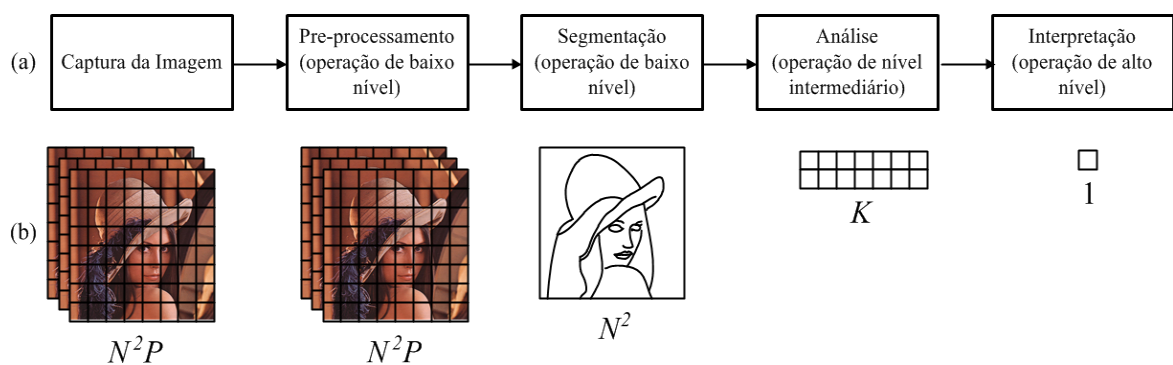 (a)
Captura da Imagem
Pre-processamento
(operação de baixo
nível)
Segmentação
(operação de baixo
nível)
Análise
(operação de nível
intermediário)
Interpretação
(operação de alto
nível)
(b)
N²P
N²P
N²
K
1